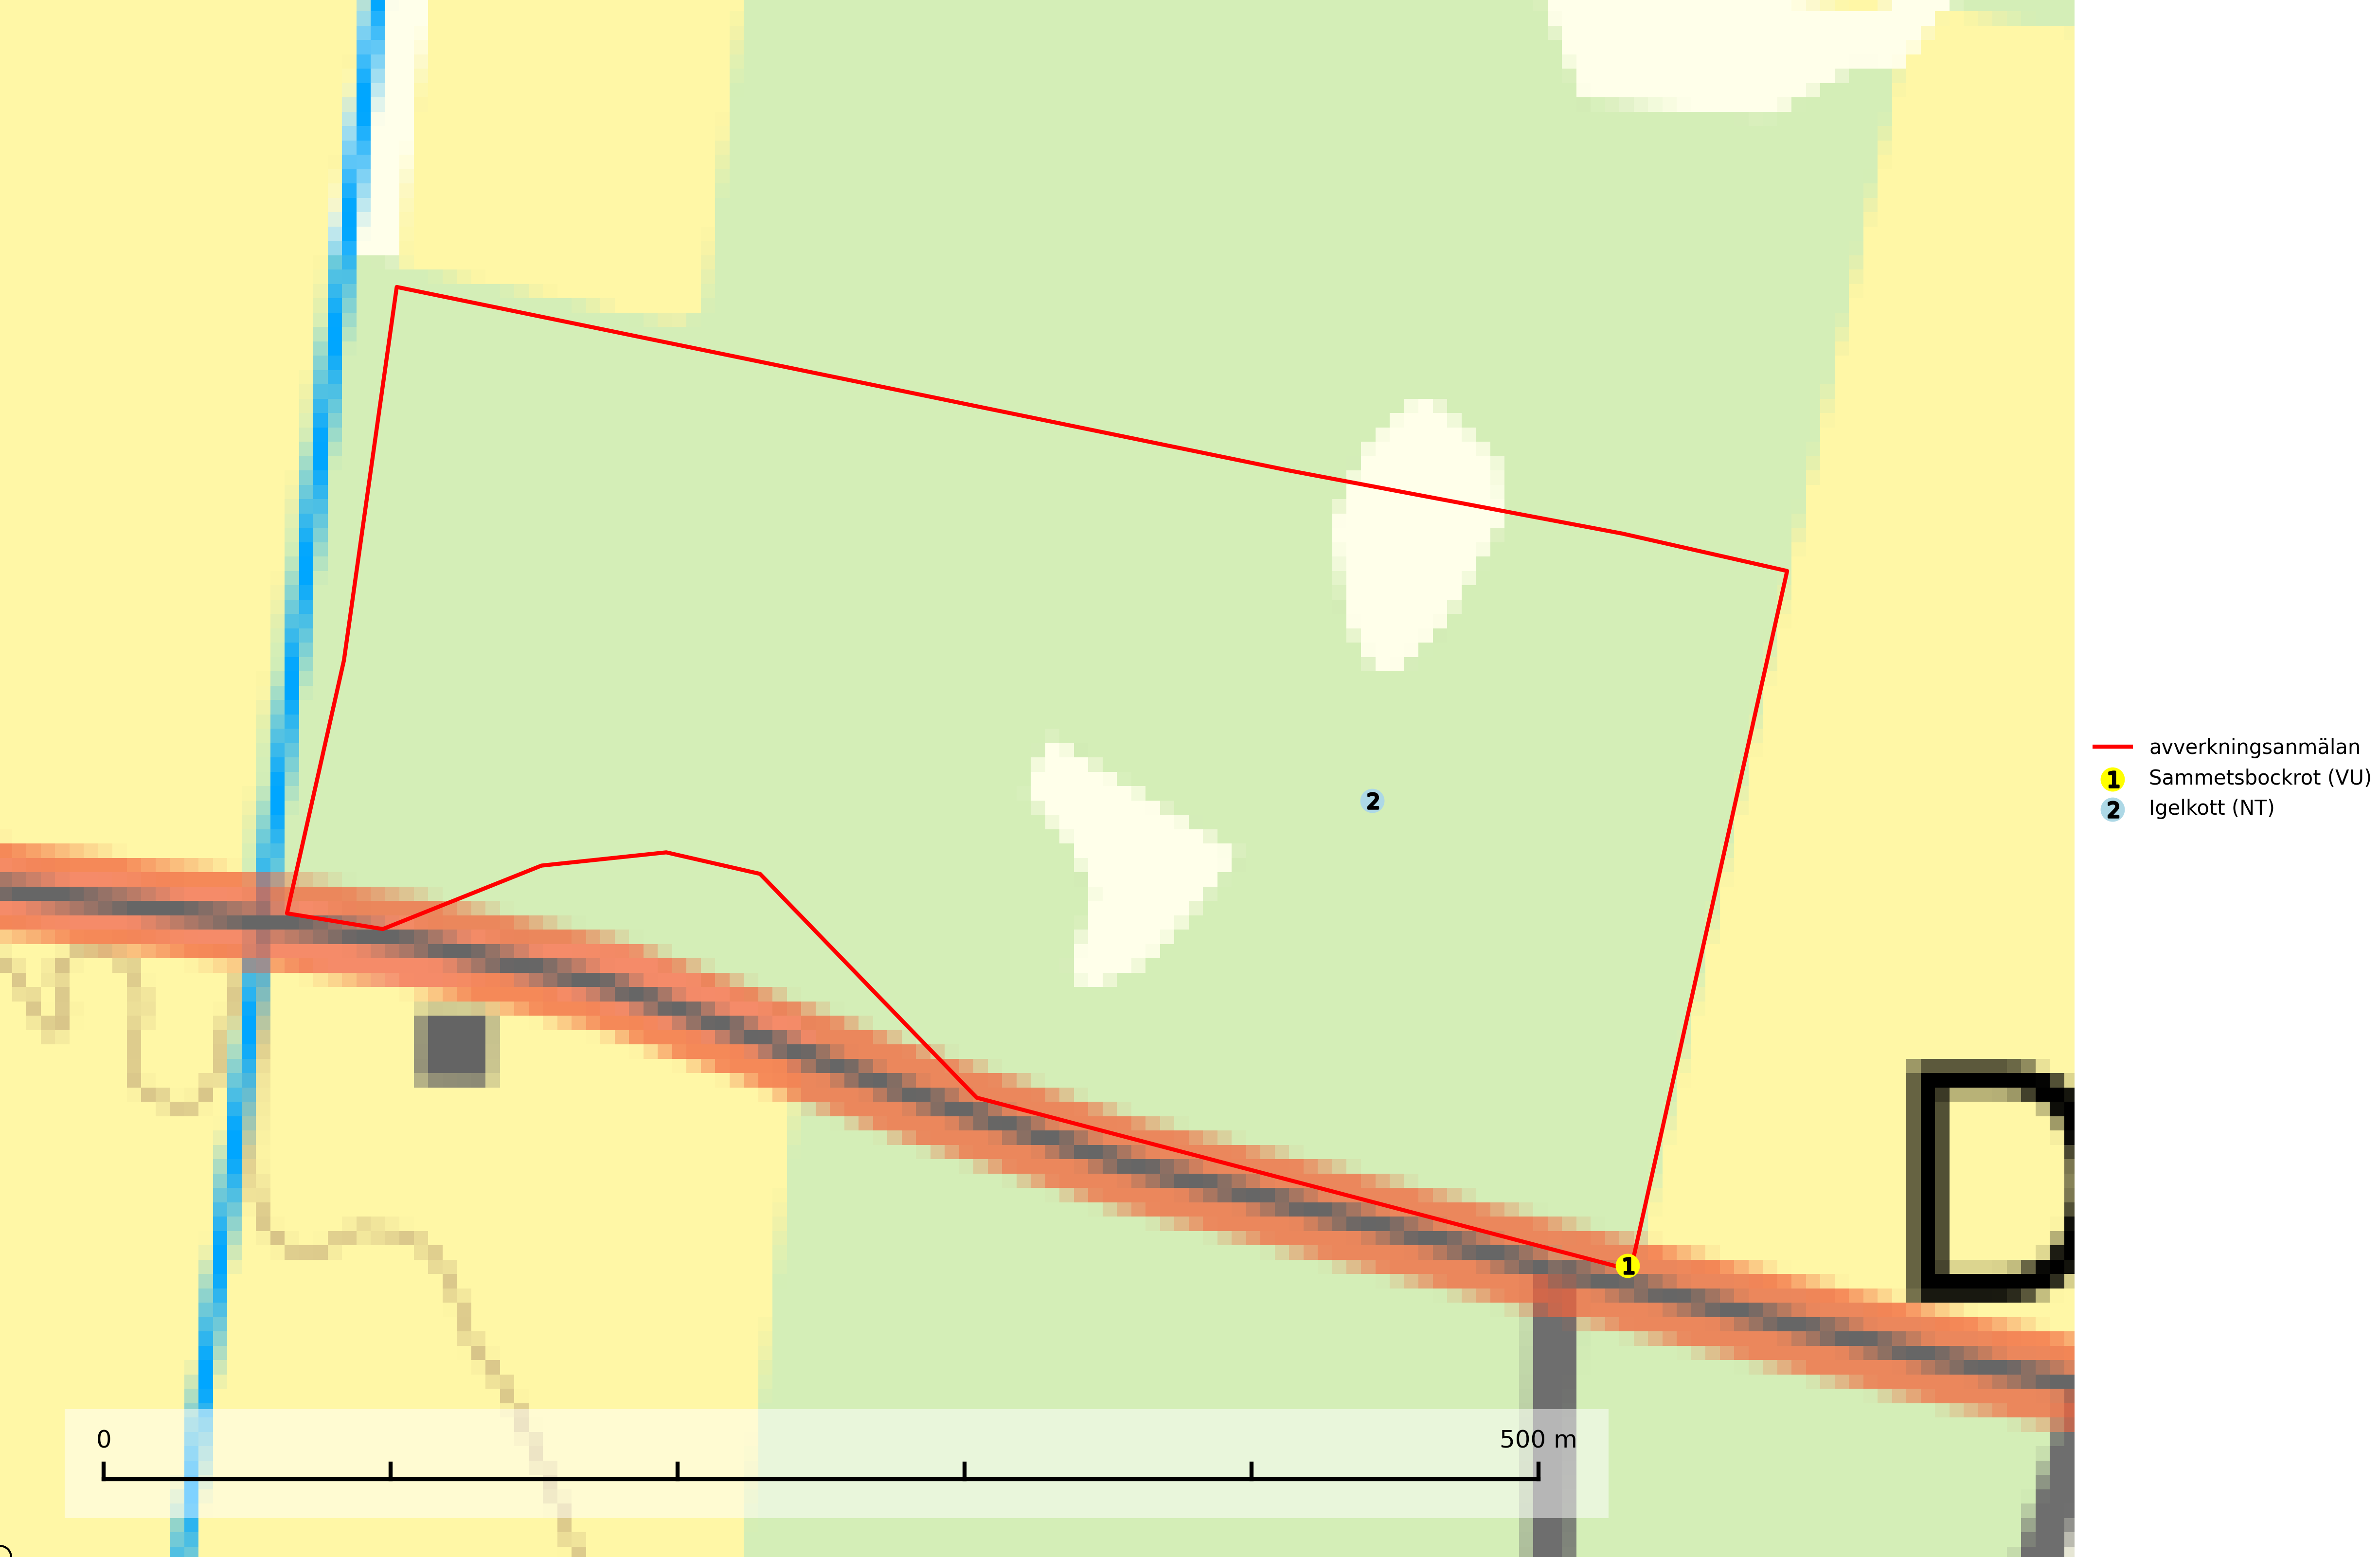 avverkningsanmälan
1 Sammetsbockrot (VU)
2 Igelkott (NT)
2
1
D
0 500 m